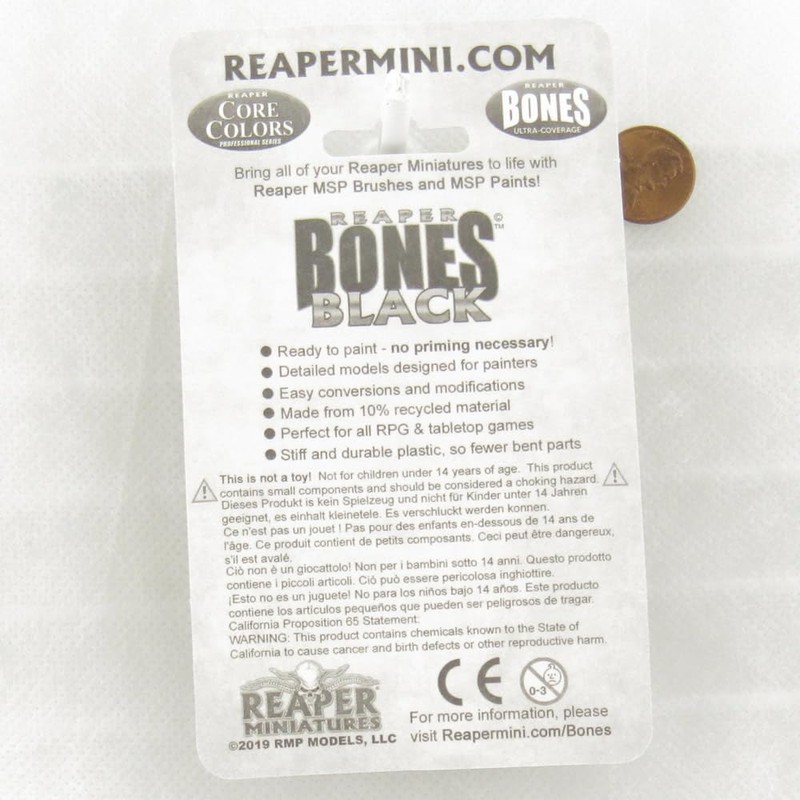 REAPERMINI.COM
REAPER
CORE
COLORS
PROFESSIONAL SERIES
REAPER
BONES
ULTRA-COVERAGE
Bring all of your Reaper Miniatures to life with
Reaper MSP Brushes and MSP Paints!
REAPER ©
BONES ™
BLACK
● Ready to paint - no priming necessary!
● Detailed models designed for painters
● Easy conversions and modifications
● Made from 10% recycled material
● Perfect for all RPG & tabletop games
● Stiff and durable plastic, so fewer bent parts
This is not a toy! Not for children under 14 years of age. This product
contains small components and should be considered a choking hazard.
Dieses Produkt is kein Spielzeug und nicht für Kinder unter 14 Jahren
geeignet, es einhalt kleinetele. Es verschluckt werden konnen.
Ce n'est pas un jouet ! Pas pour des enfants en-dessous de 14 ans de
l'âge. Ce produit contient de petits composants. Ceci peut être dangereux,
s'il est avalé.
Ciò non è un giocattolo! Non per i bambini sotto 14 anni. Questo prodotto
contiene i piccoli articoli. Ciò può essere pericolosa inghiottire.
¡Esto no es un juguete! No para los niños bajo 14 años. Este producto
contiene los artículos pequeños que pueden ser peligrosos de tragar.
California Proposition 65 Statement:
WARNING: This product contains chemicals known to the State of
California to cause cancer and birth defects or other reproductive harm.
REAPER
MINIATURES
©2019 RMP MODELS, LLC
CE
0-3
For more information, please
visit Reapermini.com/Bones